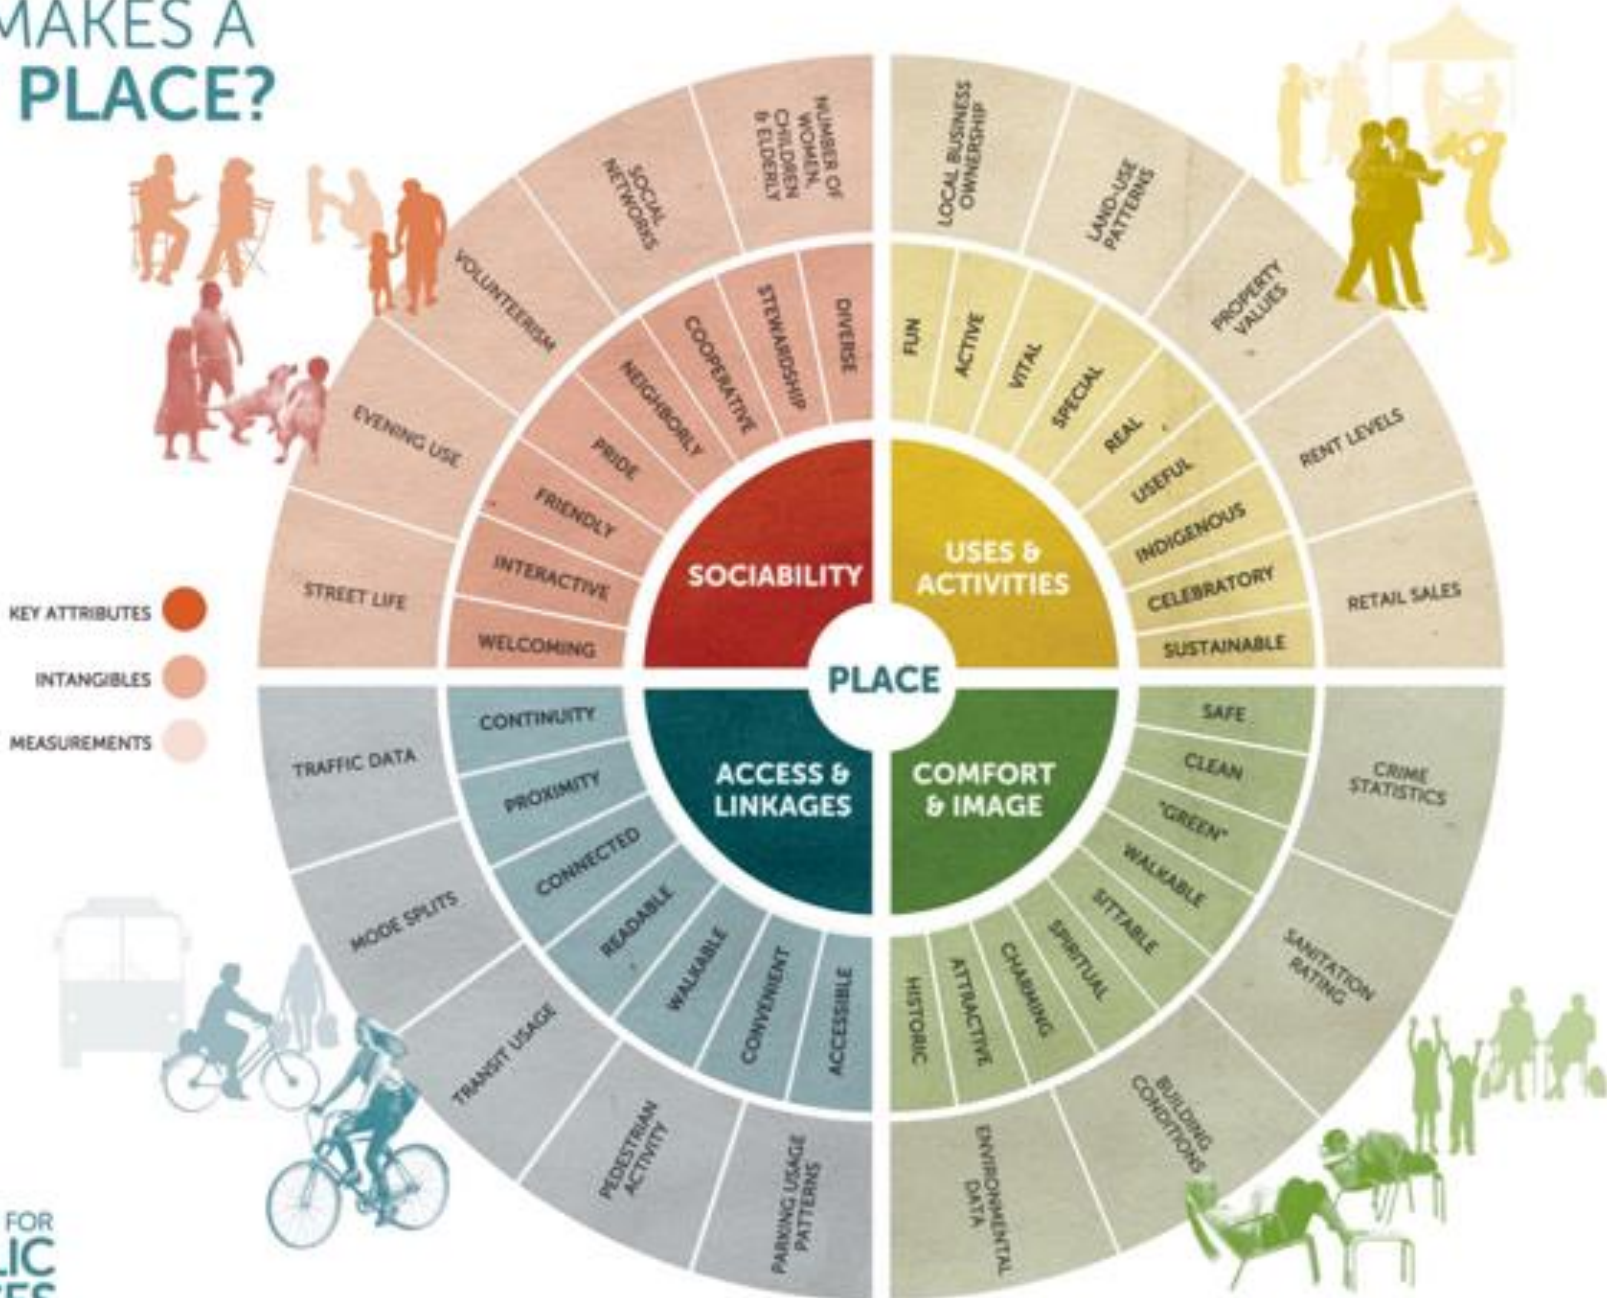 MAKES A
PLACE?
KEY ATTRIBUTES
INTANGIBLES
MEASUREMENTS
PLACE
SOCIABILITY
USES &
ACTIVITIES
ACCESS &
LINKAGES
COMFORT
& IMAGE
WELCOMING
INTERACTIVE
FRIENDLY
PRIDE
NEIGHBORLY
COOPERATIVE
STEWARDSHIP
DIVERSE
FUN
ACTIVE
VITAL
SPECIAL
REAL
USEFUL
INDIGENOUS
CELEBRATORY
SUSTAINABLE
SAFE
CLEAN
"GREEN"
WALKABLE
SITTABLE
SPIRITUAL
CHARMING
ATTRACTIVE
HISTORIC
ACCESSIBLE
CONVENIENT
WALKABLE
READABLE
CONNECTED
PROXIMITY
CONTINUITY
STREET LIFE
EVENING USE
VOLUNTEERISM
SOCIAL
NETWORKS
NUMBER OF
WOMEN,
CHILDREN
& ELDERLY
LOCAL BUSINESS
OWNERSHIP
LAND-USE
PATTERNS
PROPERTY
VALUES
RENT LEVELS
RETAIL SALES
CRIME
STATISTICS
SANITATION
RATING
BUILDING
CONDITIONS
ENVIRONMENTAL
DATA
PARKING USAGE
PATTERNS
PEDESTRIAN
ACTIVITY
TRANSIT USAGE
MODE SPLITS
TRAFFIC DATA
FOR